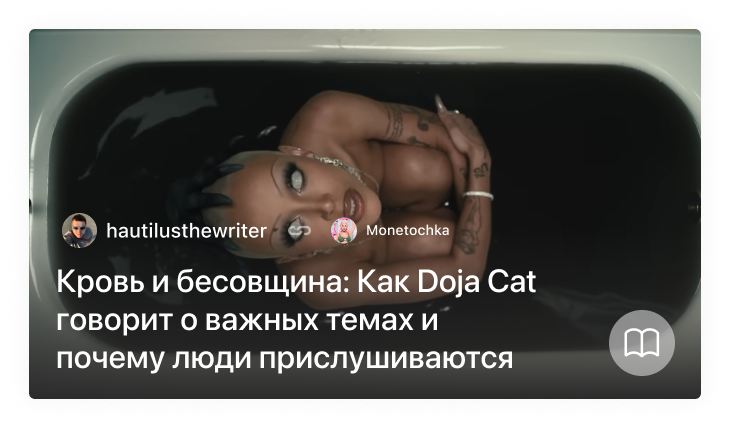 hautilusthewriter Monetochka
Кровь и бесовщина: Как Doja Cat
говорит о важных темах и
почему люди прислушиваются